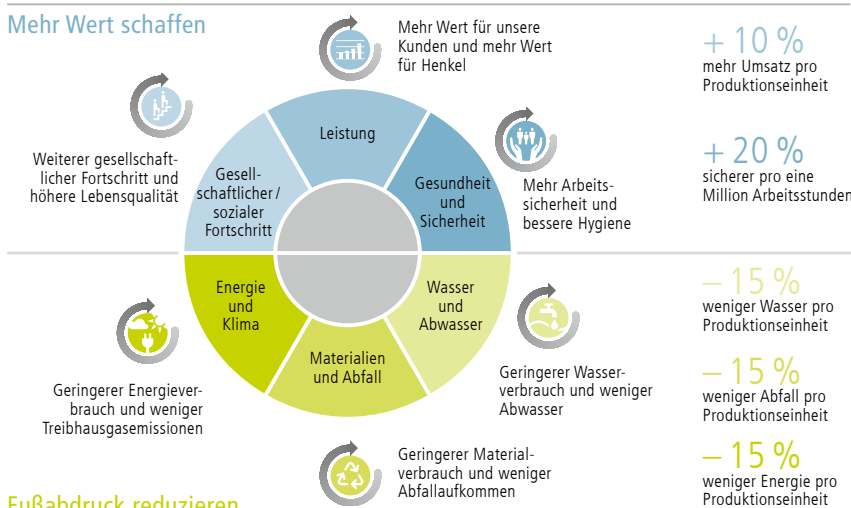 Mehr Wert schaffen
Mehr Wert für unsere
Kunden und mehr Wert
für Henkel
+ 10 %
mehr Umsatz pro
Produktionseinheit
Leistung
Weiterer gesellschaft-
licher Fortschritt und
höhere Lebensqualität
Gesell-
schaftlicher /
sozialer
Fortschritt
Gesundheit
und
Sicherheit
Mehr Arbeits-
sicherheit und
bessere Hygiene
+ 20 %
sicherer pro eine
Million Arbeitsstunden
Energie
und
Klima
Wasser
und
Abwasser
– 15 %
weniger Wasser pro
Produktionseinheit
Materialien
und Abfall
Geringerer Energiever-
brauch und weniger
Treibhausgasemissionen
Geringerer Wasser-
verbrauch und weniger
Abwasser
– 15 %
weniger Abfall pro
Produktionseinheit
Geringerer Material-
verbrauch und weniger
Abfallaufkommen
– 15 %
weniger Energie pro
Produktionseinheit
Fußabdruck reduzieren